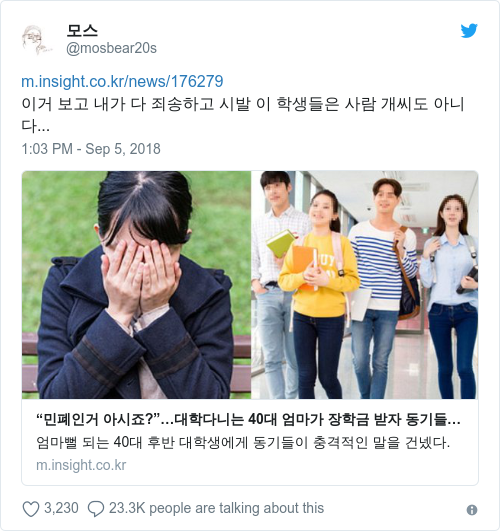 모스
@mosbear20s
m.insight.co.kr/news/176279
이거 보고 내가 다 죄송하고 시발 이 학생들은 사람 개씨도 아니
다...
1:03 PM - Sep 5, 2018
“민폐인거 아시죠?”…대학다니는 40대 엄마가 장학금 받자 동기들…
엄마뻘 되는 40대 후반 대학생에게 동기들이 충격적인 말을 건넸다.
m.insight.co.kr
3,230
23.3K people are talking about this